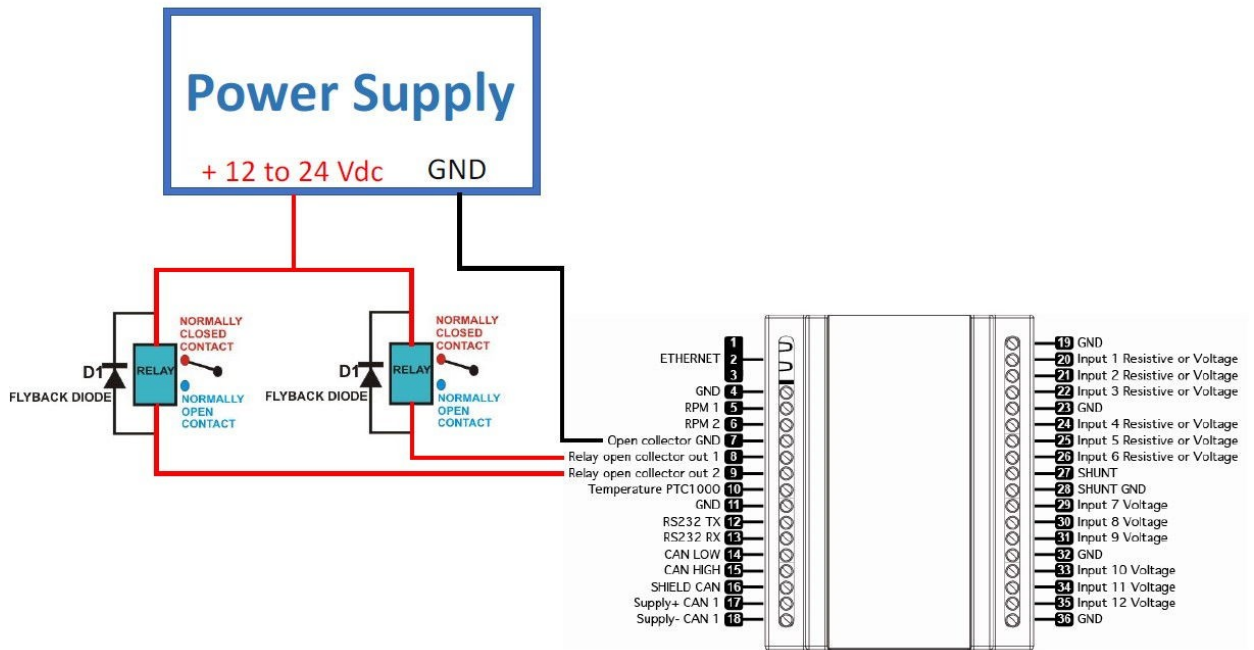 Power Supply
+ 12 to 24 Vdc GND
D1
FLYBACK DIODE
RELAY
NORMALLY
CLOSED
CONTACT
NORMALLY
OPEN
CONTACT
D1
FLYBACK DIODE
RELAY
NORMALLY
CLOSED
CONTACT
NORMALLY
OPEN
CONTACT
1
ETHERNET 2
3
GND 4
RPM 1 5
RPM 2 6
Open collector GND 7
Relay open collector out 1 8
Relay open collector out 2 9
Temperature PTC1000 10
GND 11
RS232 TX 12
RS232 RX 13
CAN LOW 14
CAN HIGH 15
SHIELD CAN 16
Supply+ CAN 1 17
Supply- CAN 1 18
19 GND
20 Input 1 Resistive or Voltage
21 Input 2 Resistive or Voltage
22 Input 3 Resistive or Voltage
23 GND
24 Input 4 Resistive or Voltage
25 Input 5 Resistive or Voltage
26 Input 6 Resistive or Voltage
27 SHUNT
28 SHUNT GND
29 Input 7 Voltage
30 Input 8 Voltage
31 Input 9 Voltage
32 GND
33 Input 10 Voltage
34 Input 11 Voltage
35 Input 12 Voltage
36 GND